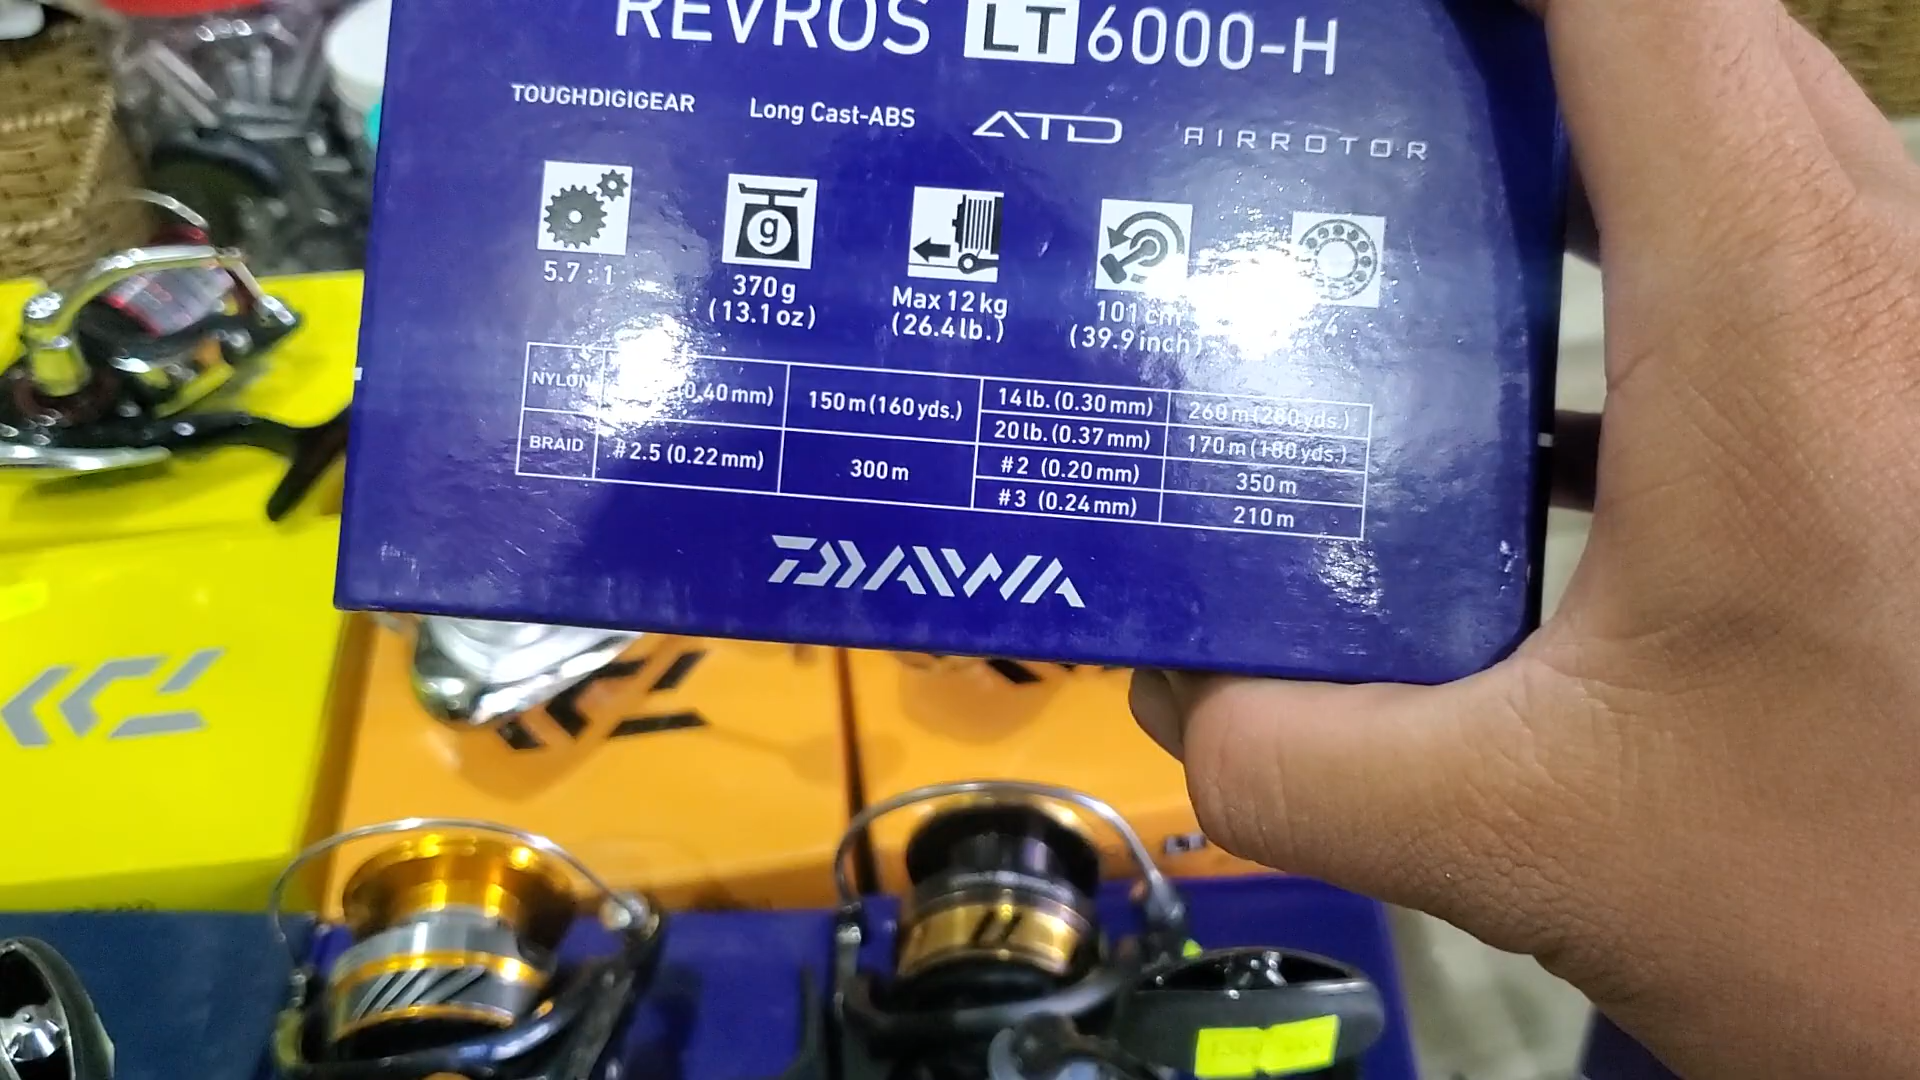 REVROS LT 6000-H
TOUGHDIGIGEAR Long Cast-ABS ATD AIRROTOR
g
5.7 : 1
370 g
(13.1 oz)
Max 12 kg
(26.4 lb.)
101 cm
(39.9 inch)
4
NYLON 0.40 mm) 150 m (160 yds.) 14 lb. (0.30 mm) 260 m (280 yds.)
20 lb. (0.37 mm) 170 m (180 yds.)
BRAID #2.5 (0.22 mm) 300 m #2 (0.20 mm) 350 m
#3 (0.24 mm) 210 m
DAIWA